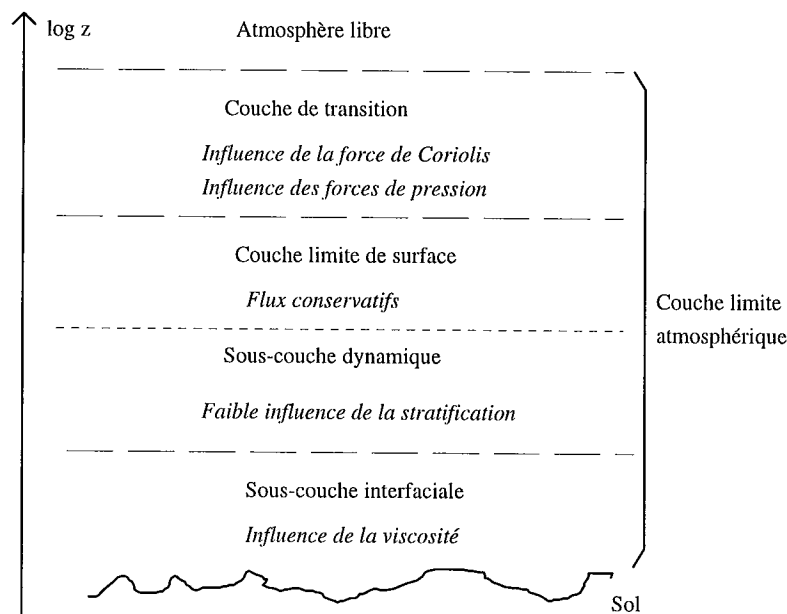 log z
Atmosphère libre
Couche de transition
Influence de la force de Coriolis
Influence des forces de pression
Couche limite de surface
Flux conservatifs
Couche limite
atmosphérique
Sous-couche dynamique
Faible influence de la stratification
Sous-couche interfaciale
Influence de la viscosité
Sol